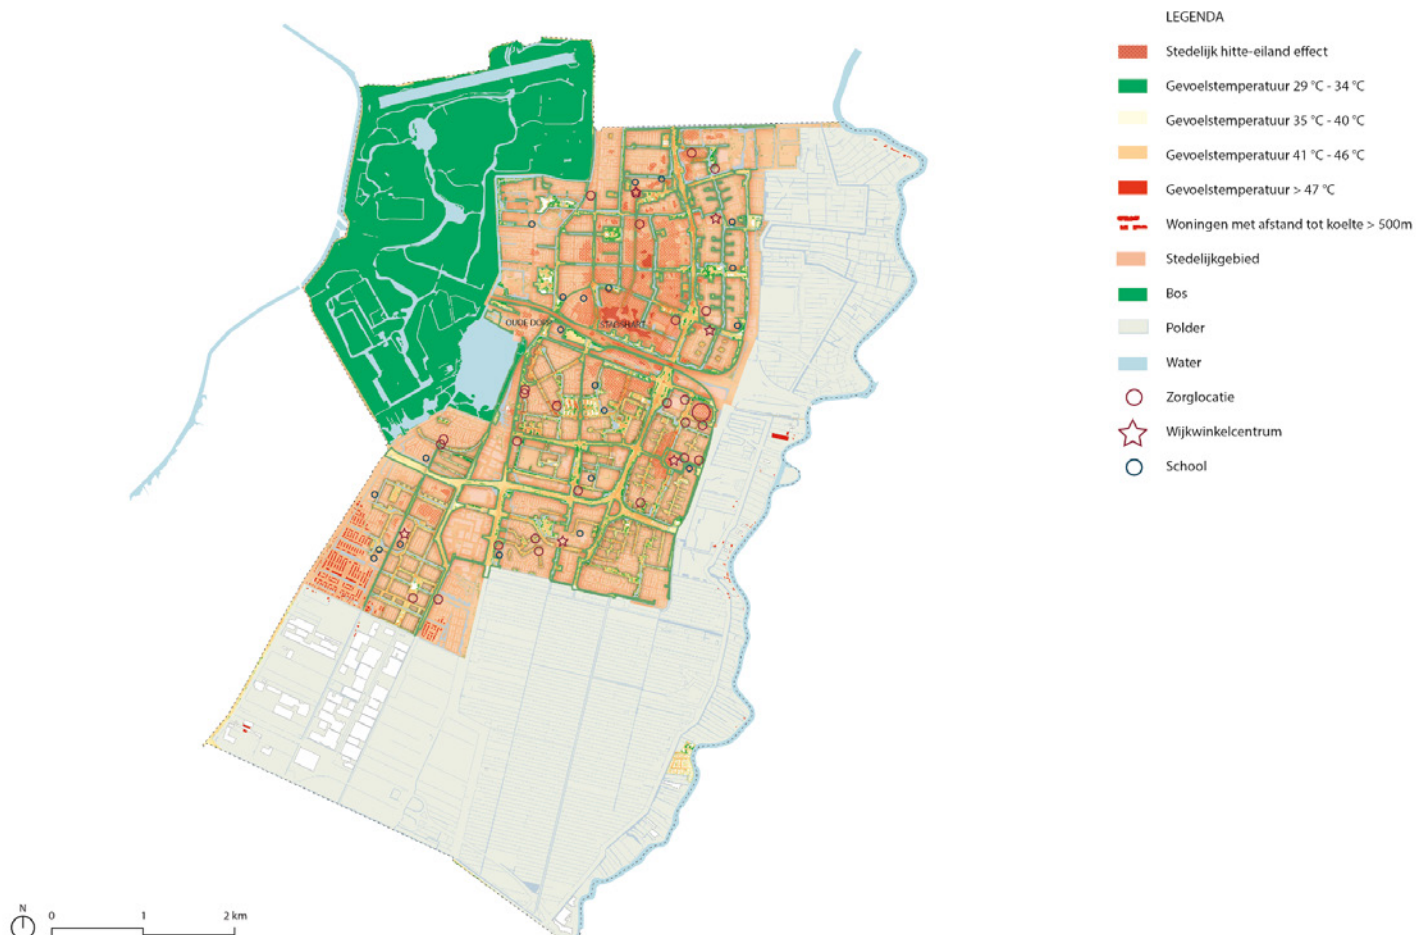 LEGENDA
Stedelijk hitte-eiland effect
Gevoelstemperatuur 29 °C - 34 °C
Gevoelstemperatuur 35 °C - 40 °C
Gevoelstemperatuur 41 °C - 46 °C
Gevoelstemperatuur > 47 °C
Woningen met afstand tot koelte > 500m
Stedelijkgebied
Bos
Polder
Water
Zorglocatie
Wijkwinkelcentrum
School
OUDE DORP
STADSHART
N
0 1 2 km